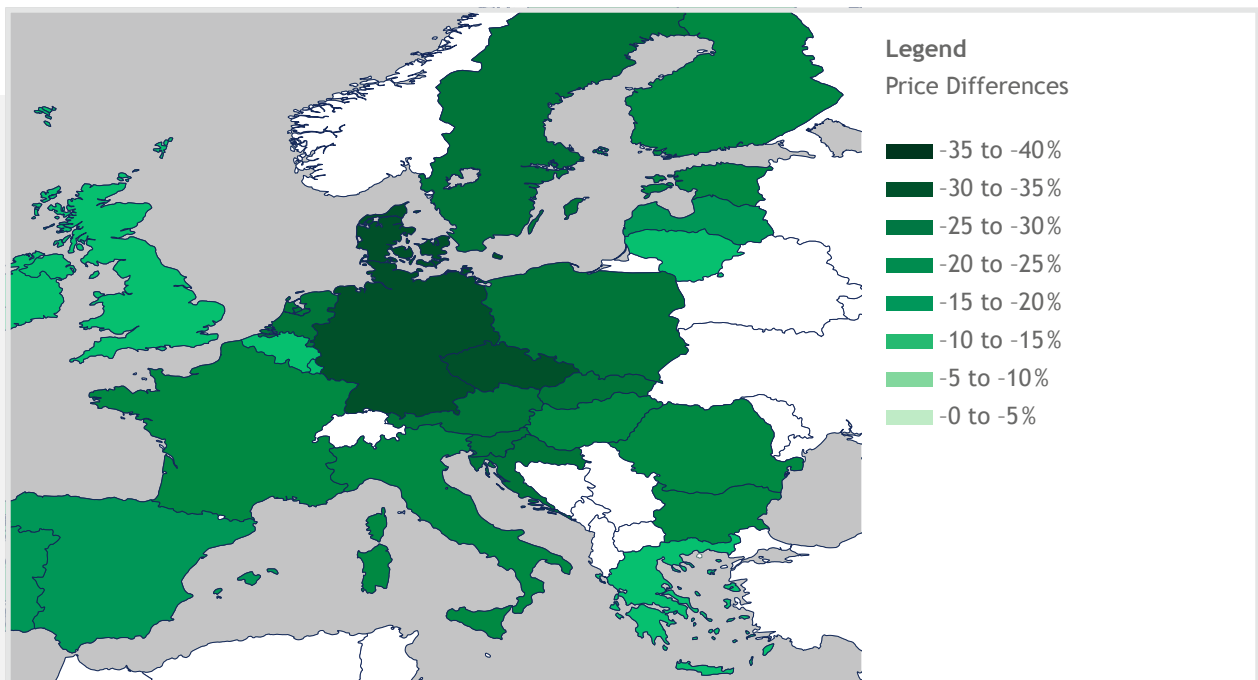 Legend
Price Differences
-35 to -40%
-30 to -35%
-25 to -30%
-20 to -25%
-15 to -20%
-10 to -15%
-5 to -10%
-0 to -5%